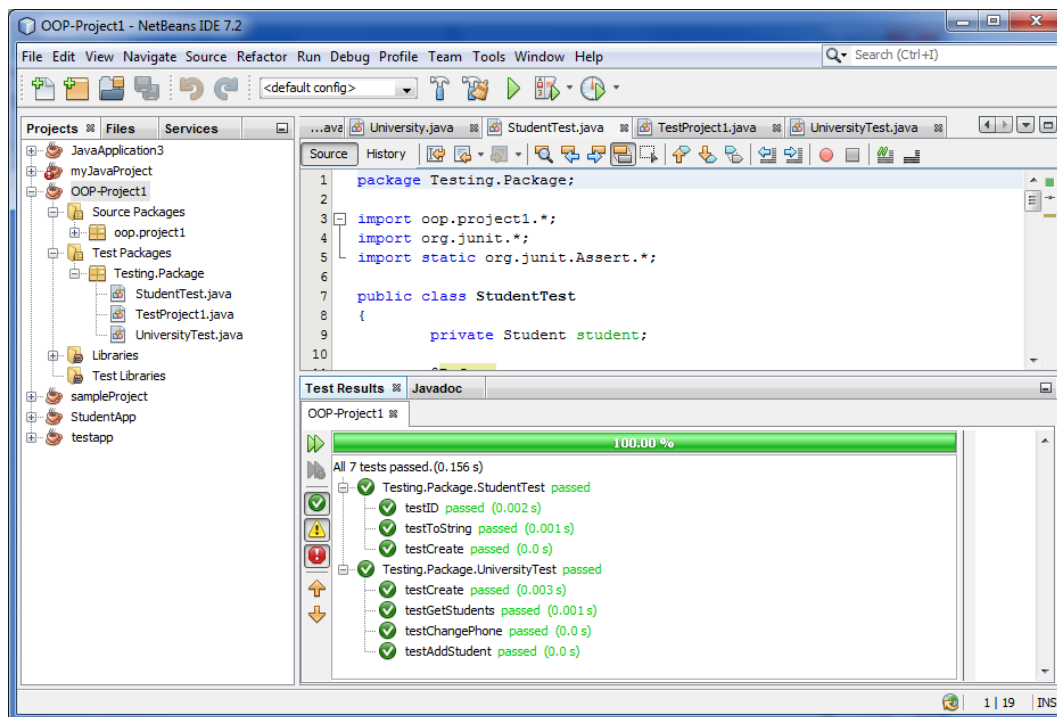 OOP-Project1 - NetBeans IDE 7.2
File Edit View Navigate Source Refactor Run Debug Profile Team Tools Window Help
Search (Ctrl+I)
<default config>
Projects Files Services
JavaApplication3
myJavaProject
OOP-Project1
Source Packages
oop.project1
Test Packages
Testing.Package
StudentTest.java
TestProject1.java
UniversityTest.java
Libraries
Test Libraries
sampleProject
StudentApp
testapp
...ava University.java StudentTest.java TestProject1.java UniversityTest.java
Source History
1 package Testing.Package;
2
3 import oop.project1.*;
4 import org.junit.*;
5 import static org.junit.Assert.*;
6
7 public class StudentTest
8 {
9 private Student student;
10
Test Results Javadoc
OOP-Project1
100.00 %
All 7 tests passed.(0.156 s)
Testing.Package.StudentTest passed
testID passed (0.002 s)
testToString passed (0.001 s)
testCreate passed (0.0 s)
Testing.Package.UniversityTest passed
testCreate passed (0.003 s)
testGetStudents passed (0.001 s)
testChangePhone passed (0.0 s)
testAddStudent passed (0.0 s)
1 | 19 INS